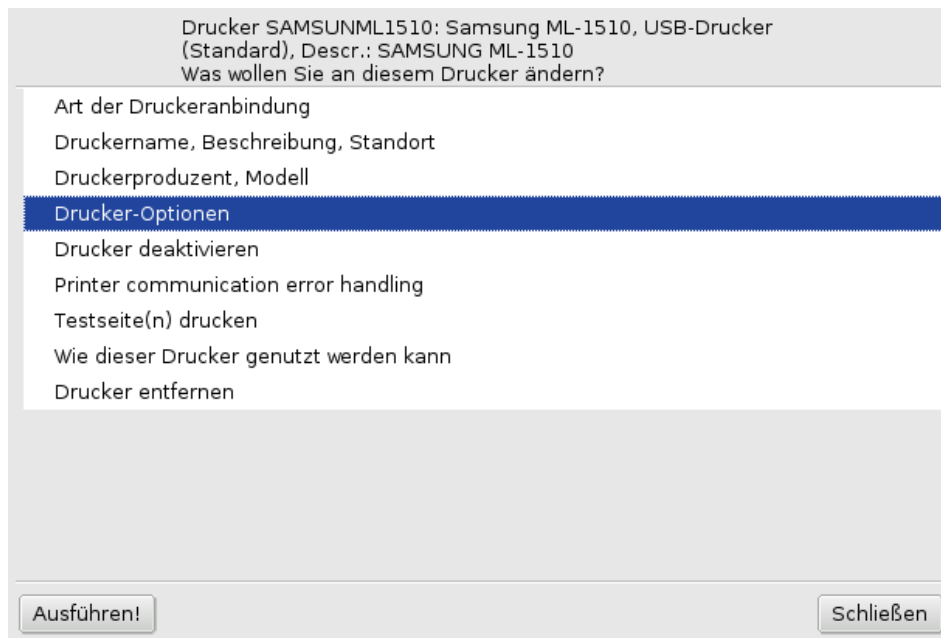 Drucker SAMSUNML1510: Samsung ML-1510, USB-Drucker
(Standard), Descr.: SAMSUNG ML-1510
Was wollen Sie an diesem Drucker ändern?
Art der Druckeranbindung
Druckername, Beschreibung, Standort
Druckerproduzent, Modell
Drucker-Optionen
Drucker deaktivieren
Printer communication error handling
Testseite(n) drucken
Wie dieser Drucker genutzt werden kann
Drucker entfernen
Ausführen!
Schließen